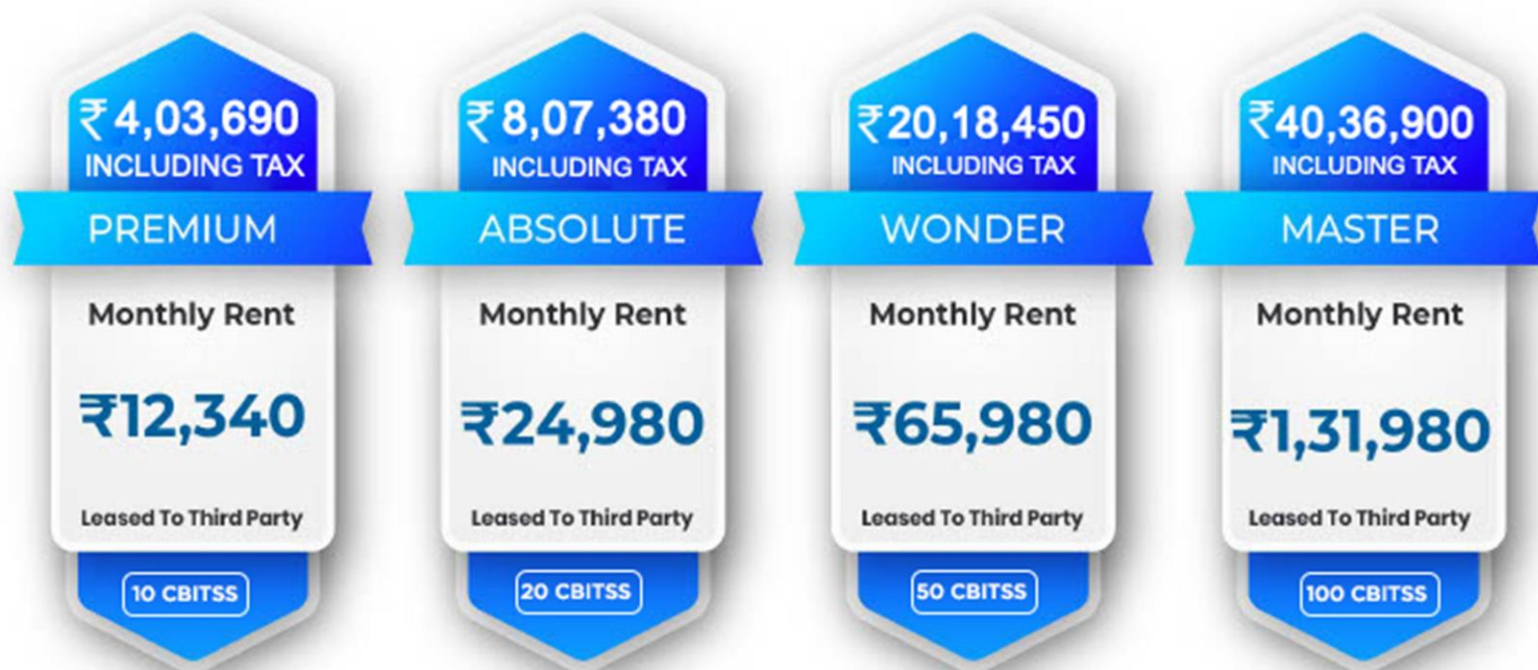 ₹4,03,690
INCLUDING TAX
PREMIUM
Monthly Rent
₹12,340
Leased To Third Party
10 CBITSS
₹8,07,380
INCLUDING TAX
ABSOLUTE
Monthly Rent
₹24,980
Leased To Third Party
20 CBITSS
₹20,18,450
INCLUDING TAX
WONDER
Monthly Rent
₹65,980
Leased To Third Party
50 CBITSS
₹40,36,900
INCLUDING TAX
MASTER
Monthly Rent
₹1,31,980
Leased To Third Party
100 CBITSS